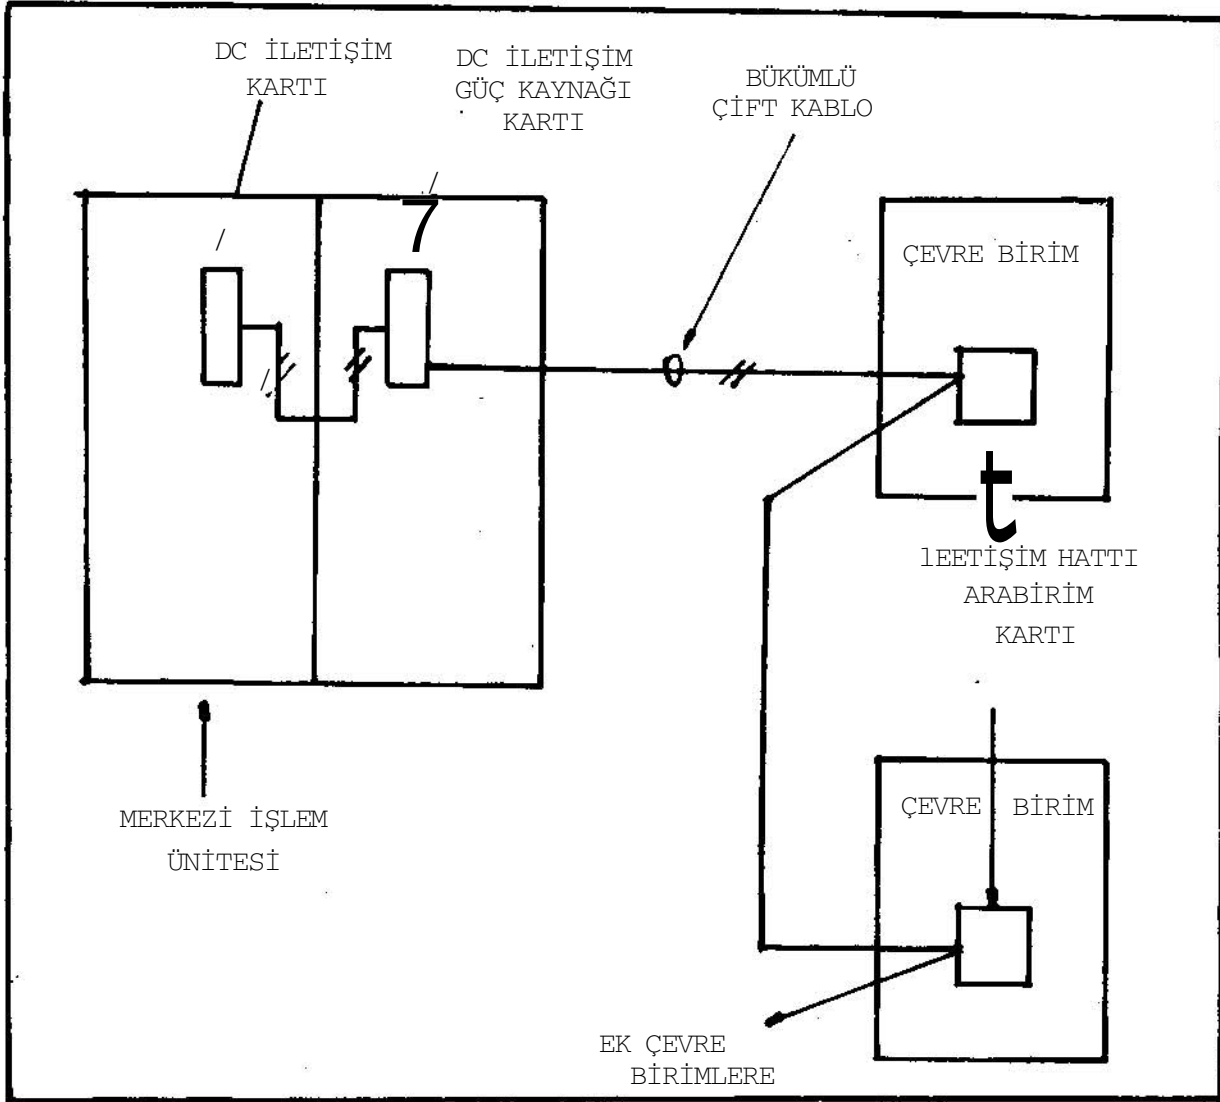 DC İLETİŞİM
KARTI
DC İLETİŞİM
GÜÇ KAYNAĞI
KARTI
BÜKÜMLÜ
ÇİFT KABLO
/
/
7
/
ÇEVRE BİRİM
t
lEETİŞİM HATTI
ARABİRİM
KARTI
MERKEZİ İŞLEM
ÜNİTESİ
ÇEVRE BİRİM
EK ÇEVRE
BİRİMLERE